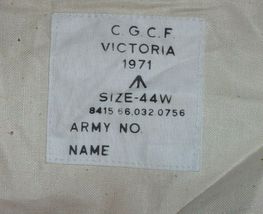 C.G.C.F.
VICTORIA
1971
SIZE-44W
8415 66.032.0756
ARMY NO.
NAME